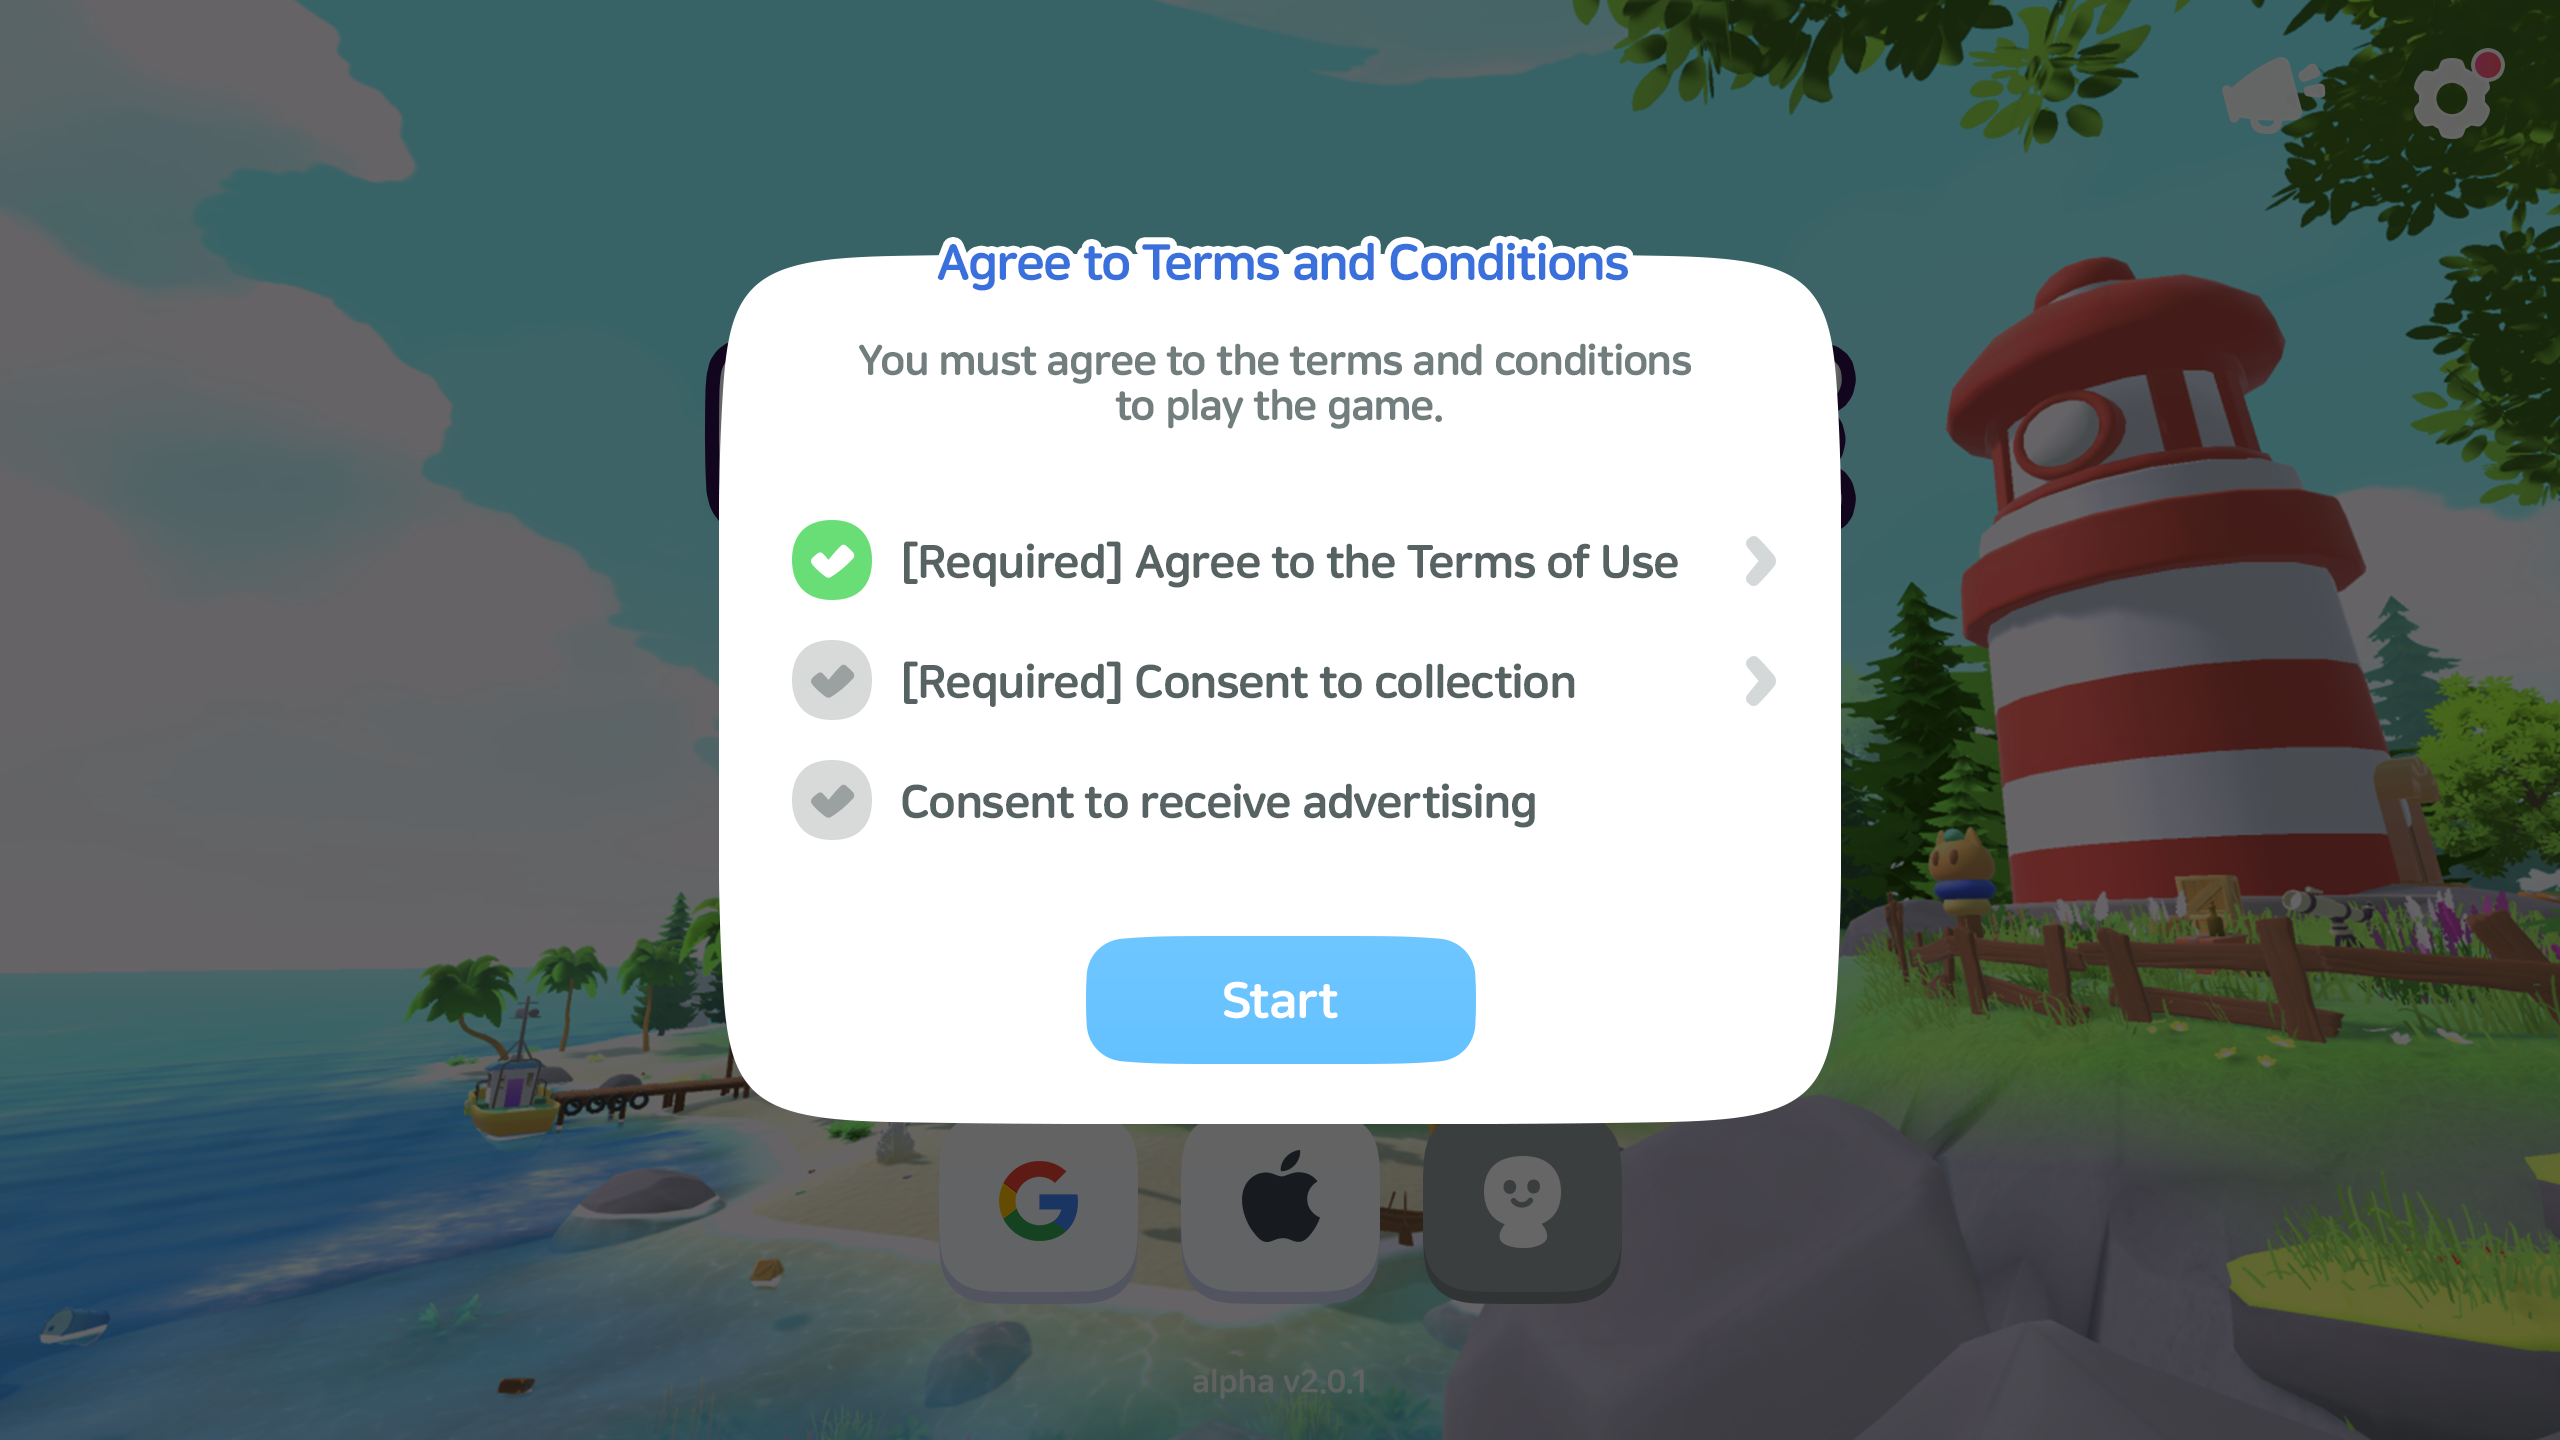 Agree to Terms and Conditions
You must agree to the terms and conditions
to play the game.
[Required] Agree to the Terms of Use
[Required] Consent to collection
Consent to receive advertising
Start
alpha v2.0.1